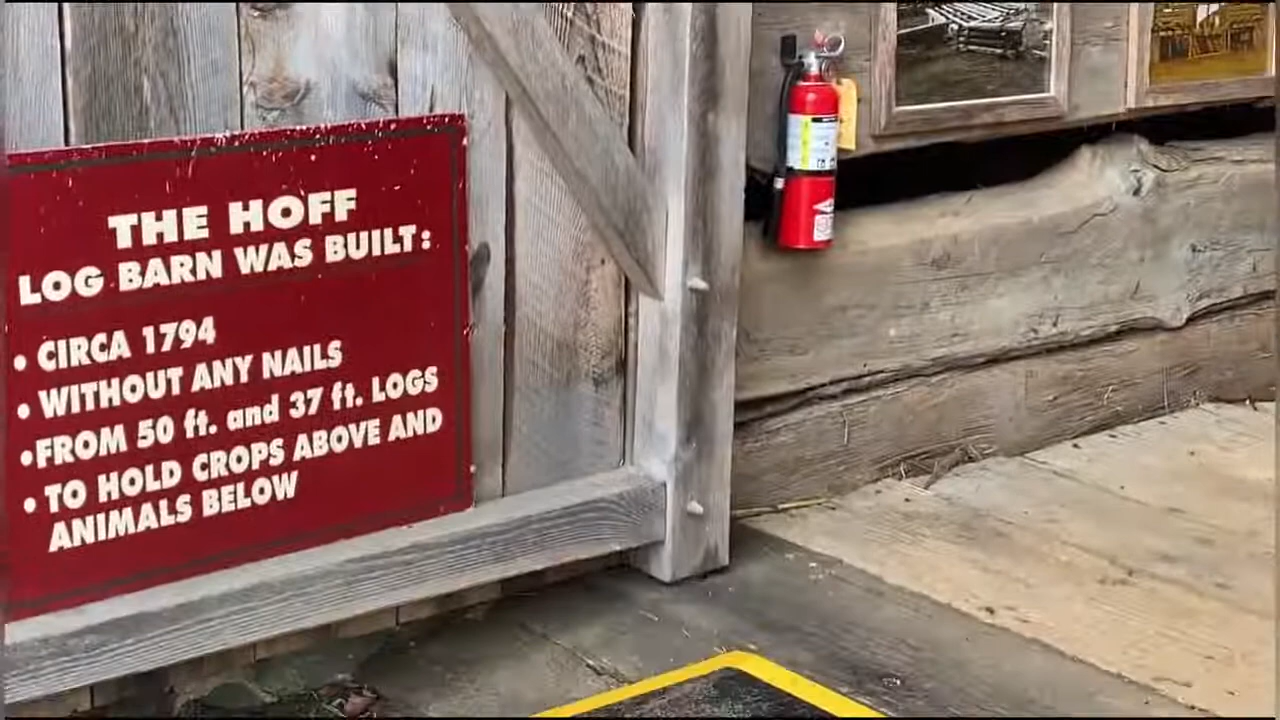 THE HOFF
LOG BARN WAS BUILT:
• CIRCA 1794
• WITHOUT ANY NAILS
• FROM 50 ft. and 37 ft. LOGS
• TO HOLD CROPS ABOVE AND
ANIMALS BELOW